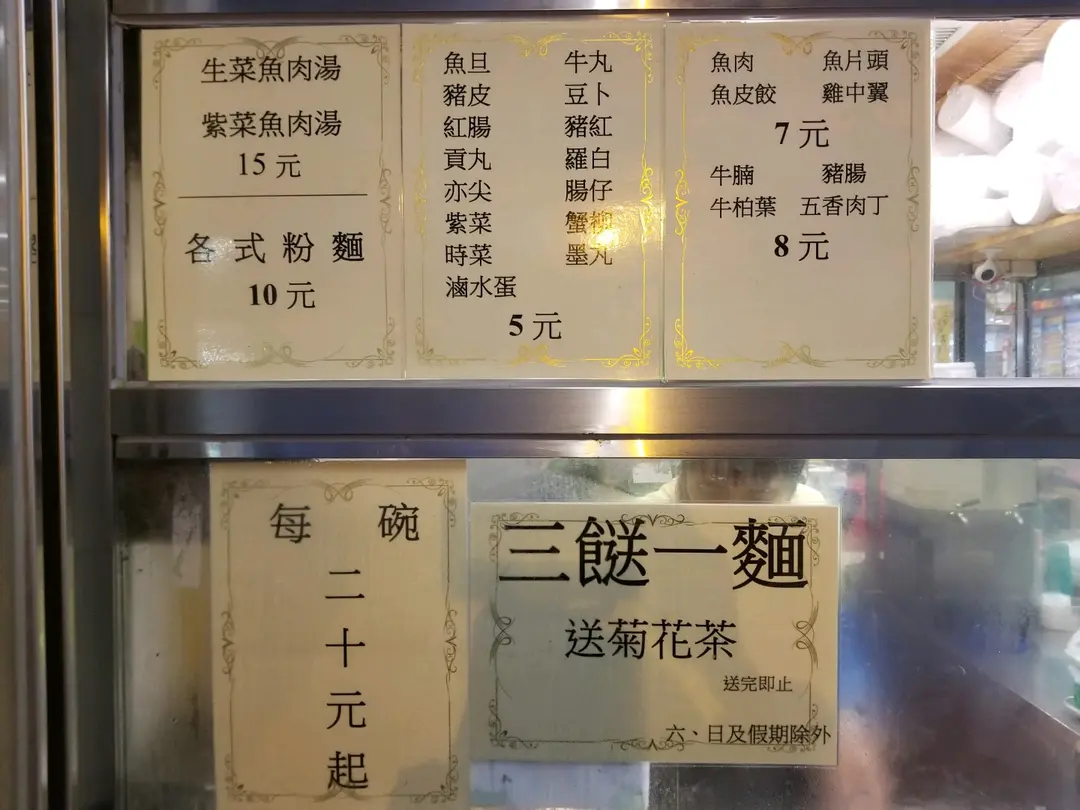 生菜魚肉湯
紫菜魚肉湯
15 元
各式粉麵
10 元
魚旦 牛丸
豬皮 豆卜
紅腸 豬紅
貢丸 羅白
亦尖 腸仔
紫菜 蟹柳
時菜 墨丸
滷水蛋
5 元
魚肉 魚片頭
魚皮餃 雞中翼
7 元
牛腩 豬腸
牛柏葉 五香肉丁
8 元
每 碗
二
十
元
起
三餸一麵
送菊花茶
送完即止
六、日及假期除外